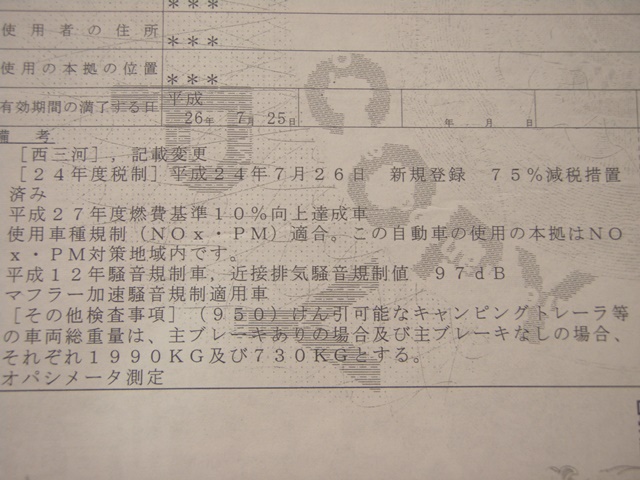 ＊＊＊
使用者の住所
＊＊＊
使用の本拠の位置
＊＊＊
有効期間の満了する日
平成
26年 7月 25日
年 月 日
備 考
［西三河］，記載変更
［２４年度税制］平成２４年７月２６日 新規登録 ７５％減税措置
済み
平成２７年度燃費基準１０％向上達成車
使用車種規制（ＮＯｘ・ＰＭ）適合。この自動車の使用の本拠はＮＯ
ｘ・ＰＭ対策地域内です。
平成１２年騒音規制車，近接排気騒音規制値 ９７ｄＢ
マフラー加速騒音規制適用車
［その他検査事項］（９５０）けん引可能なキャンピングトレーラ等
の車両総重量は、主ブレーキありの場合及び主ブレーキなしの場合、
それぞれ１９９０ＫＧ及び７３０ＫＧとする。
オパシメータ測定